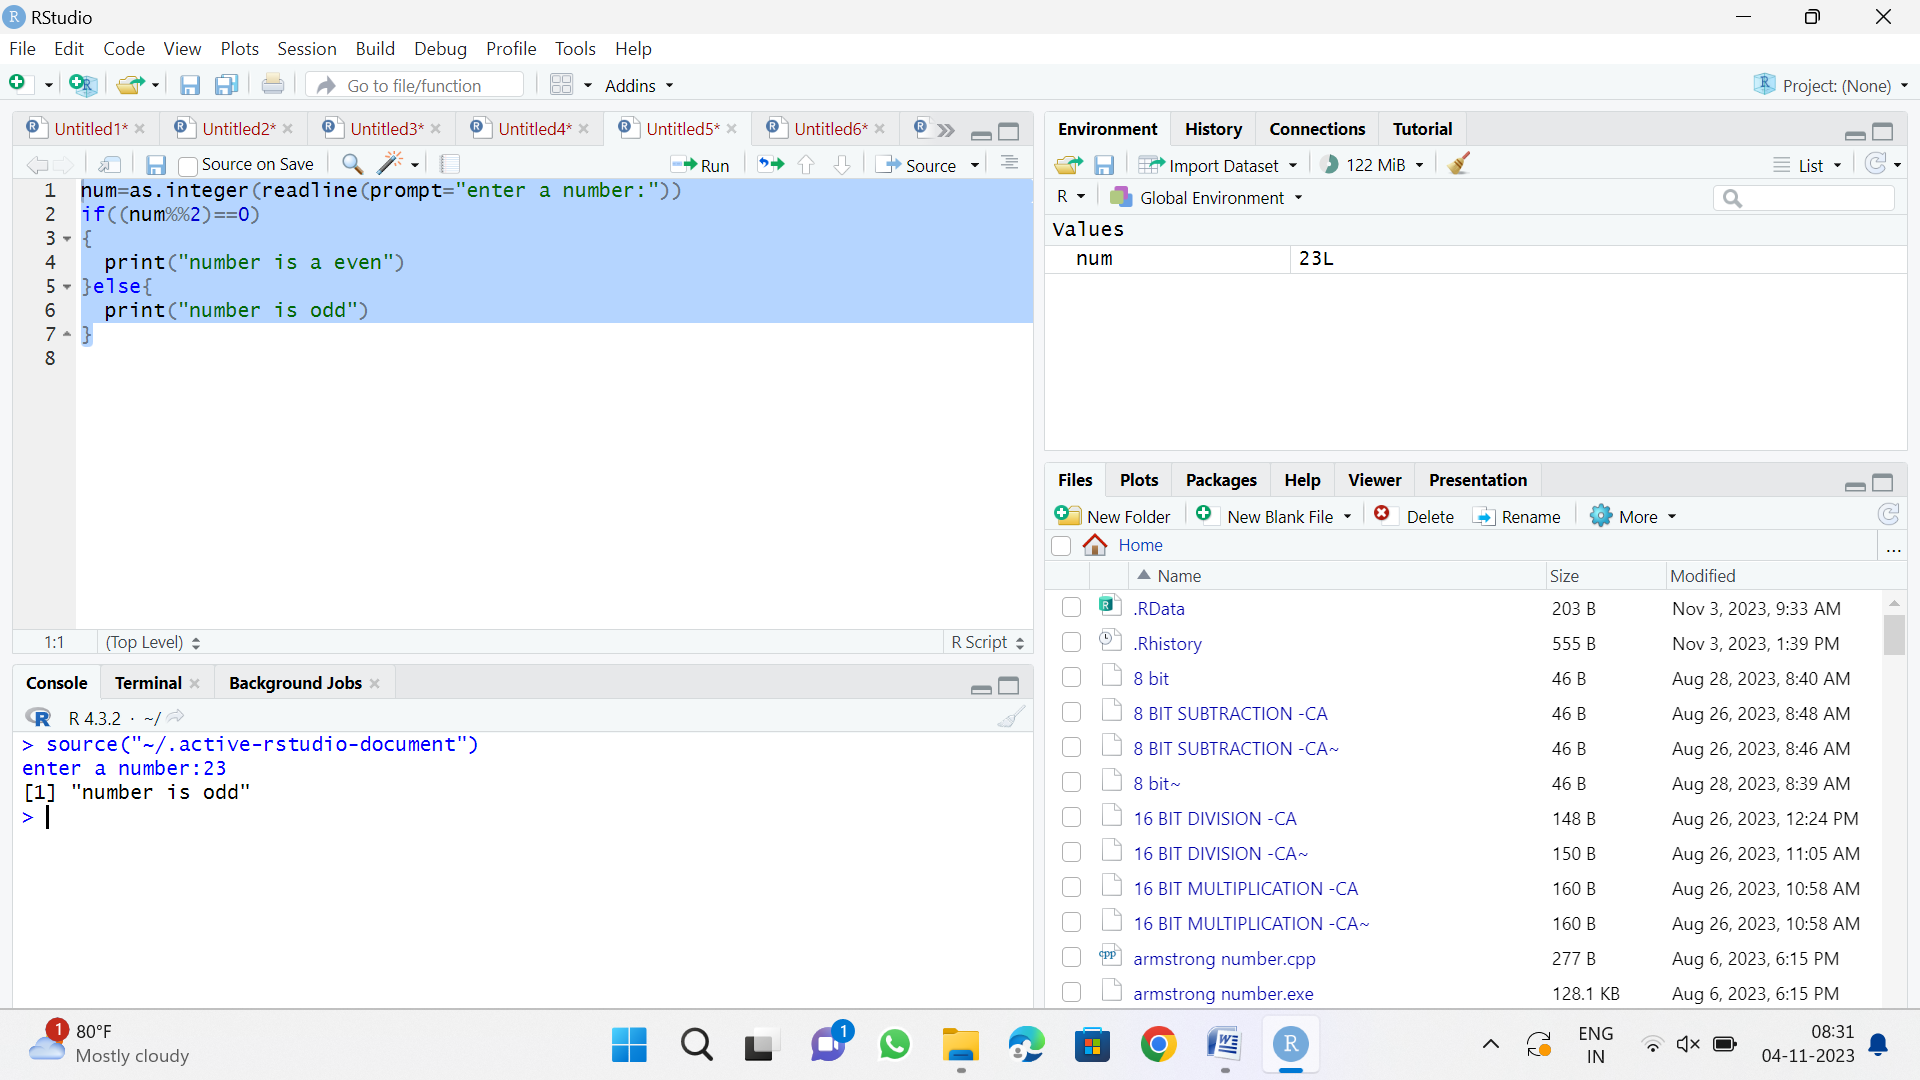 RStudio
File Edit Code View Plots Session Build Debug Profile Tools Help
Go to file/function Addins Project: (None)
Untitled1* Untitled2* Untitled3* Untitled4* Untitled5* Untitled6*
Source on Save Run Source
1 num=as.integer(readline(prompt="enter a number:"))
2 if((num%%2)==0)
3 {
4 print("number is a even")
5 }else{
6 print("number is odd")
7 }
8
1:1 (Top Level) R Script
Console Terminal Background Jobs
R 4.3.2 · ~/
> source("~/.active-rstudio-document")
enter a number:23
[1] "number is odd"
>
Environment History Connections Tutorial
Import Dataset 122 MiB List
R Global Environment
Values
num 23L
Files Plots Packages Help Viewer Presentation
New Folder New Blank File Delete Rename More
Home ...
Name Size Modified
.RData 203 B Nov 3, 2023, 9:33 AM
.Rhistory 555 B Nov 3, 2023, 1:39 PM
8 bit 46 B Aug 28, 2023, 8:40 AM
8 BIT SUBTRACTION -CA 46 B Aug 26, 2023, 8:48 AM
8 BIT SUBTRACTION -CA~ 46 B Aug 26, 2023, 8:46 AM
8 bit~ 46 B Aug 28, 2023, 8:39 AM
16 BIT DIVISION -CA 148 B Aug 26, 2023, 12:24 PM
16 BIT DIVISION -CA~ 150 B Aug 26, 2023, 11:05 AM
16 BIT MULTIPLICATION -CA 160 B Aug 26, 2023, 10:58 AM
16 BIT MULTIPLICATION -CA~ 160 B Aug 26, 2023, 10:58 AM
armstrong number.cpp 277 B Aug 6, 2023, 6:15 PM
armstrong number.exe 128.1 KB Aug 6, 2023, 6:15 PM
1 80°F
Mostly cloudy
1
ENG
IN
08:31
04-11-2023